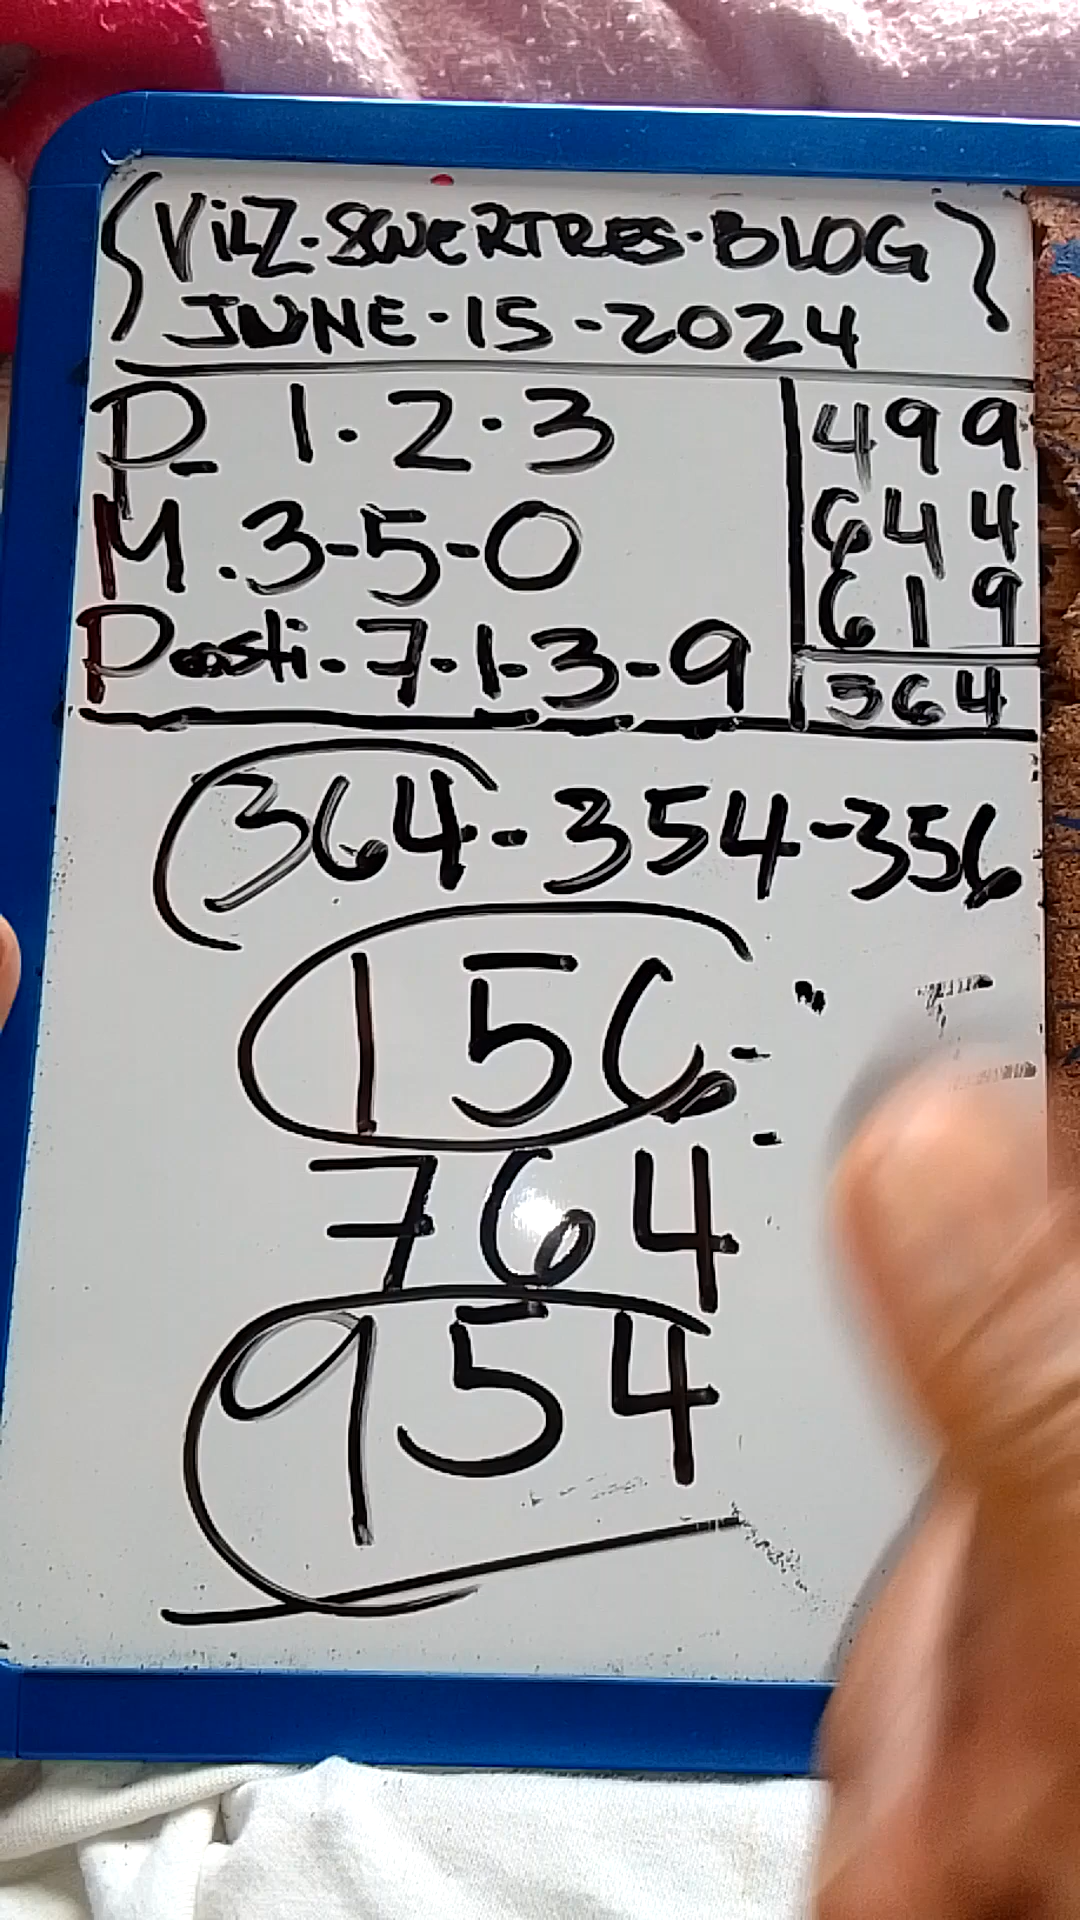 {ViLZ-SWERTRES-BLOG}
JUNE-15-2024
P 1-2-3
M.3-5-0
Pasti-7-1-3-9
499
644
619
364
364-354-356
156-
764
954